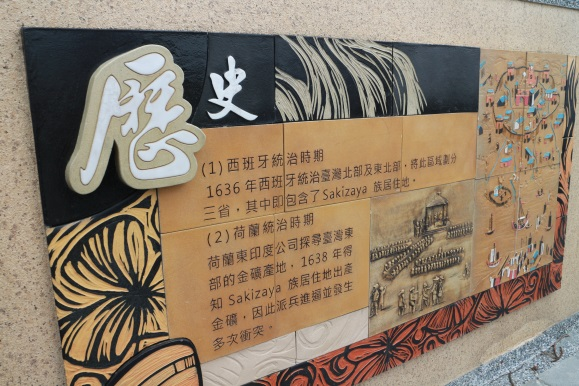 歷史
(1) 西班牙統治時期
1636 年西班牙統治臺灣北部及東北部，將此區域劃分
三省，其中即包含了 Sakizaya 族居住地。
(2) 荷蘭統治時期
荷蘭東印度公司探尋臺灣東
部的金礦產地，1638 年得
知 Sakizaya 族居住地出產
金礦，因此派兵進逼並發生
多次衝突。